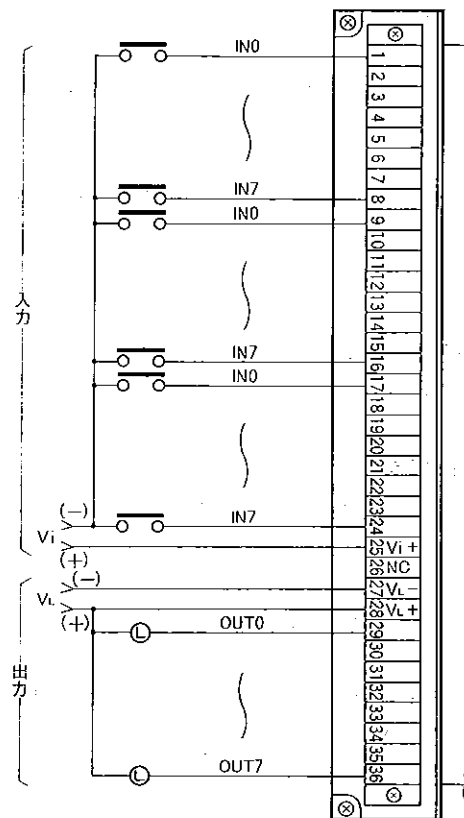 IN0
1
2
3
4
5
6
7
IN7
8
IN0
9
10
11
12
13
14
15
IN7
16
IN0
17
18
19
20
21
22
23
IN7
24
入力
(−)
Vi
(+)
25 Vi+
26 NC
(−)
27 VL−
VL
(+)
28 VL+
OUT0
L
29
30
31
32
33
34
35
出力
OUT7
L
36